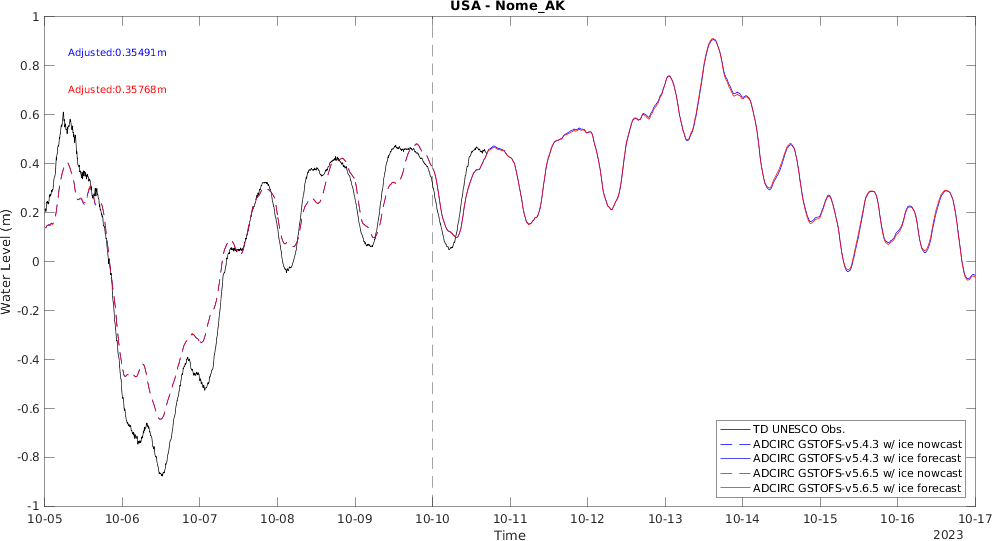 USA - Nome_AK
Adjusted:0.35491m
Adjusted:0.35768m
1
0.8
0.6
0.4
0.2
0
-0.2
-0.4
-0.6
-0.8
-1
Water Level (m)
TD UNESCO Obs.
ADCIRC GSTOFS-v5.4.3 w/ ice nowcast
ADCIRC GSTOFS-v5.4.3 w/ ice forecast
ADCIRC GSTOFS-v5.6.5 w/ ice nowcast
ADCIRC GSTOFS-v5.6.5 w/ ice forecast
10-05 10-06 10-07 10-08 10-09 10-10 10-11 10-12 10-13 10-14 10-15 10-16 10-17
Time
2023